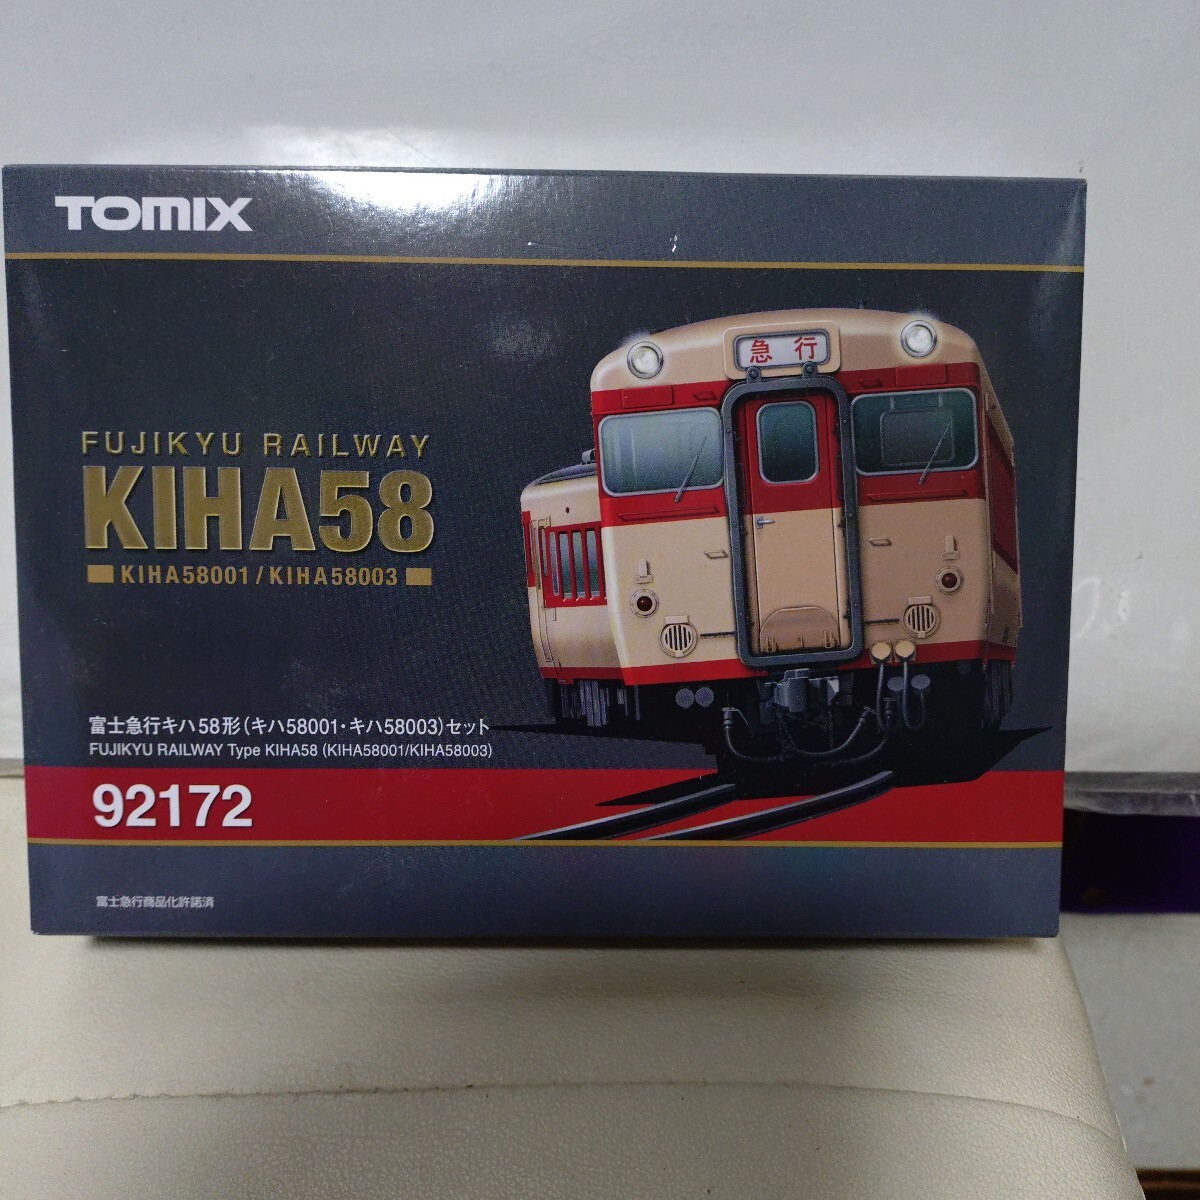 TOMIX
急行
FUJIKYU RAILWAY
KIHA58
KIHA58001/KIHA58003
富士急行キハ58形(キハ58001・キハ58003)セット
FUJIKYU RAILWAY Type KIHA58 (KIHA58001/KIHA58003)
92172
富士急行商品化許諾済